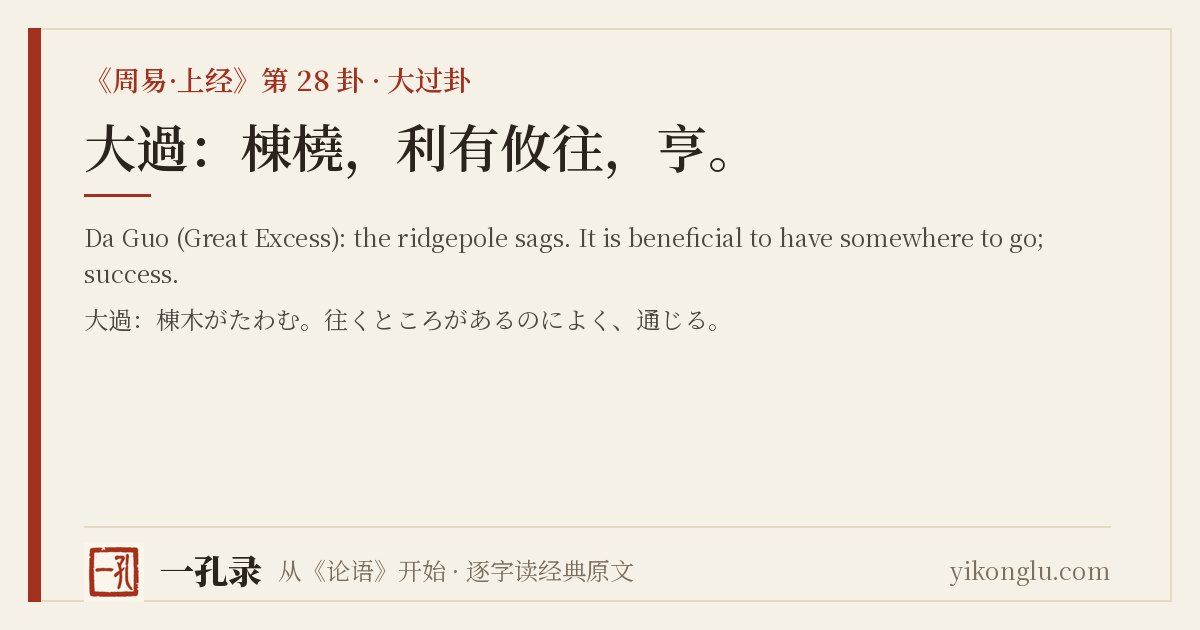 《周易·上经》第 28 卦 · 大过卦
大過：棟橈，利有攸往，亨。
Da Guo (Great Excess): the ridgepole sags. It is beneficial to have somewhere to go;
success.
大過：棟木がたわむ。往くところがあるのによく、通じる。
一孔
一孔录 从《论语》开始 · 逐字读经典原文 yikonglu.com